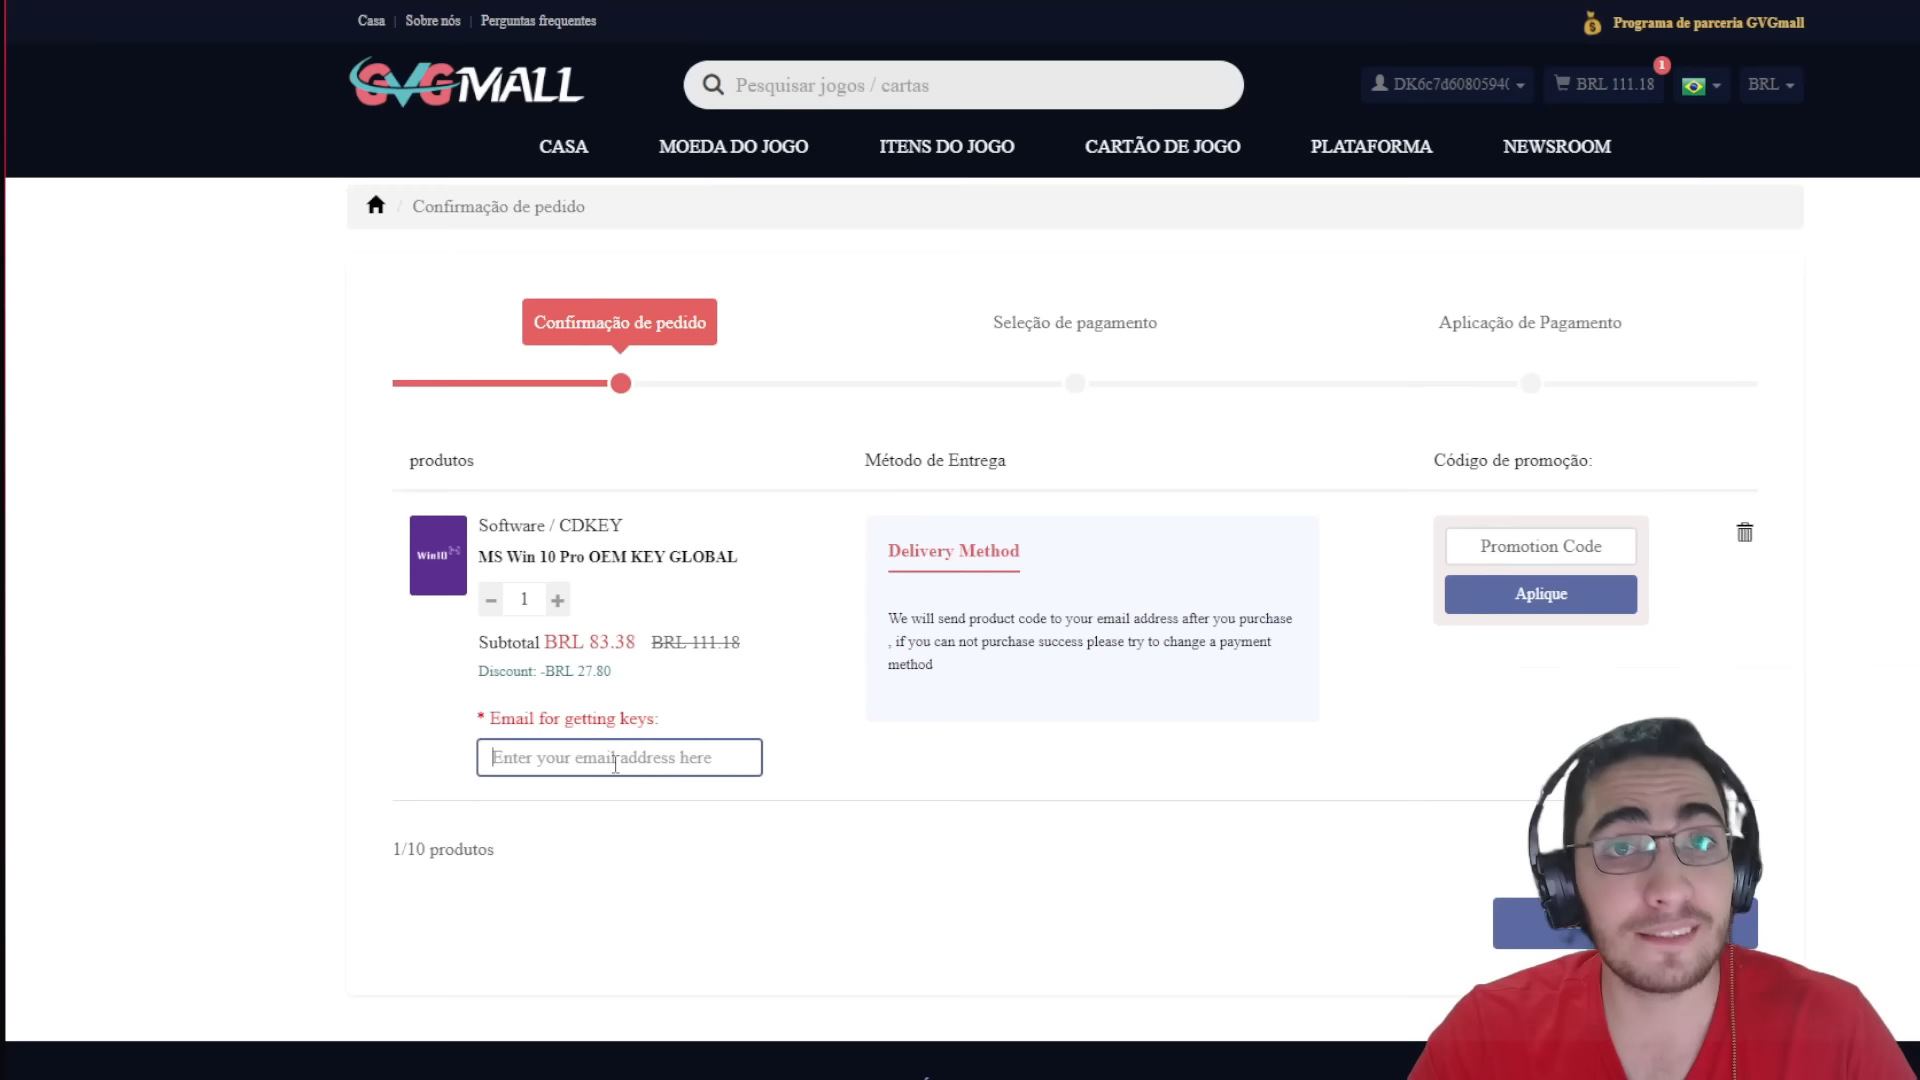 Casa | Sobre nós | Perguntas frequentes
Programa de parceria GVGmall
GVGMALL
Pesquisar jogos / cartas
DK6c7d60805940
BRL 111.18
1
BRL
CASA
MOEDA DO JOGO
ITENS DO JOGO
CARTÃO DE JOGO
PLATAFORMA
NEWSROOM
/ Confirmação de pedido
Confirmação de pedido
Seleção de pagamento
Aplicação de Pagamento
produtos
Método de Entrega
Código de promoção:
Win10
Software / CDKEY
MS Win 10 Pro OEM KEY GLOBAL
- 1 +
Subtotal BRL 83.38 BRL 111.18
Discount: -BRL 27.80
* Email for getting keys:
Enter your email address here
Delivery Method
We will send product code to your email address after you purchase
, if you can not purchase success please try to change a payment
method
Promotion Code
Aplique
1/10 produtos